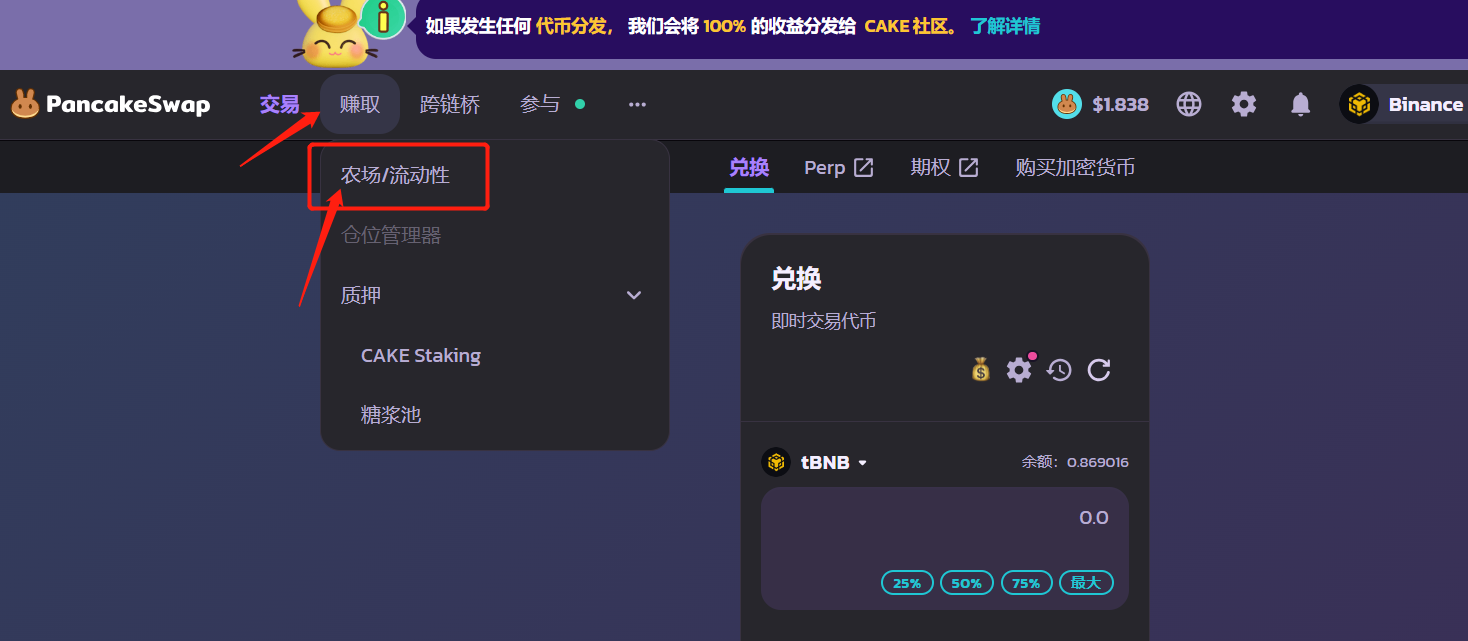 如果发生任何 代币分发， 我们会将 100% 的收益分发给 CAKE 社区。 了解详情
PancakeSwap 交易 赚取 跨链桥 参与 $1.838 Binance
兑换 Perp 期权 购买加密货币
农场/流动性
仓位管理器
质押
CAKE Staking
糖浆池
兑换
即时交易代币
tBNB 余额：0.869016
0.0
25% 50% 75% 最大